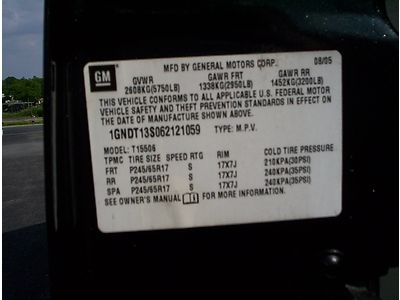 MFD BY GENERAL MOTORS CORP. 08/05
GM
GVWR GAWR FRT GAWR RR
2608KG(5750LB) 1338KG(2950LB) 1452KG(3200LB)
THIS VEHICLE CONFORMS TO ALL APPLICABLE U.S. FEDERAL MOTOR
VEHICLE SAFETY AND THEFT PREVENTION STANDARDS IN EFFECT ON
THE DATE OF MANUFACTURE SHOWN ABOVE.
1GNDT13S062121059 TYPE: M.P.V.
MODEL: T15506
TPMC TIRE SIZE SPEED RTG RIM COLD TIRE PRESSURE
FRT P245/65R17 S 17X7J 210KPA(30PSI)
RR P245/65R17 S 17X7J 240KPA(35PSI)
SPA P245/65R17 S 17X7J 240KPA(35PSI)
SEE OWNER'S MANUAL FOR MORE INFORMATION.